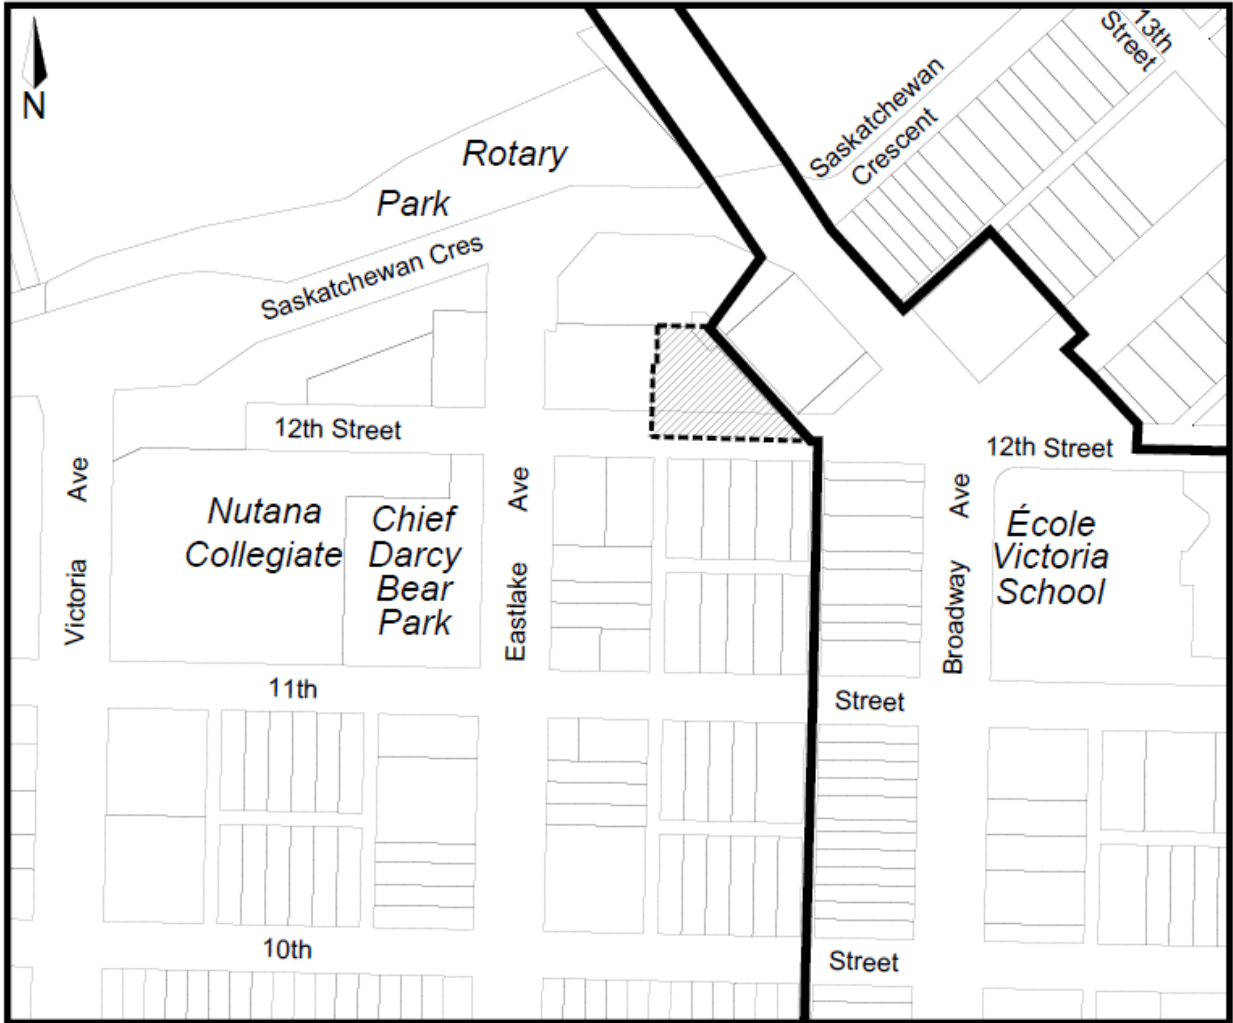 13th
Street
N
Saskatchewan
Crescent
Rotary
Park
Saskatchewan Cres
12th Street
12th Street
Victoria Ave
Nutana
Collegiate
Chief
Darcy
Bear
Park
Eastlake Ave
Broadway Ave
École
Victoria
School
11th Street
10th Street